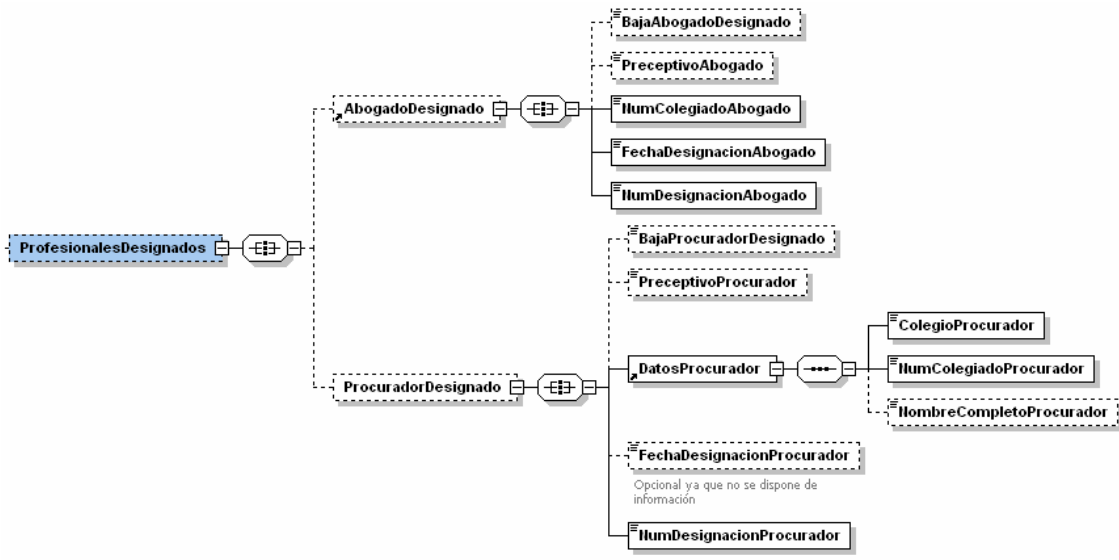 BajaAbogadoDesignado
PreceptivoAbogado
AbogadoDesignado
NumColegiadoAbogado
FechaDesignacionAbogado
NumDesignacionAbogado
ProfesionalesDesignados
BajaProcuradorDesignado
PreceptivoProcurador
ColegioProcurador
DatosProcurador
NumColegiadoProcurador
ProcuradorDesignado
NombreCompletoProcurador
FechaDesignacionProcurador
Opcional ya que no se dispone de
información
NumDesignacionProcurador